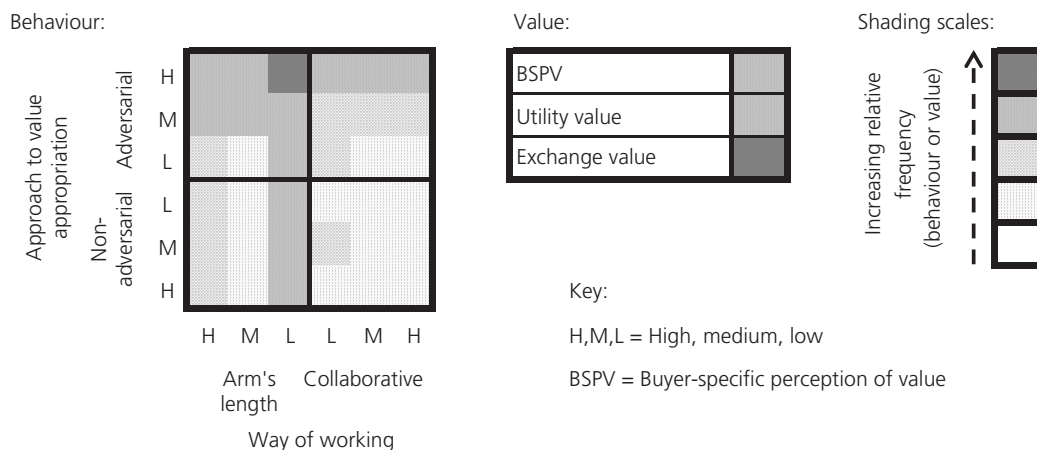 Behaviour:
Value:
Shading scales:
Approach to value
appropriation
Adversarial
Non-
adversarial
H
M
L
L
M
H
H M L L M H
Arm's
length
Collaborative
Way of working
BSPV
Utility value
Exchange value
Increasing relative
frequency
(behaviour or value)
Key:
H,M,L = High, medium, low
BSPV = Buyer-specific perception of value